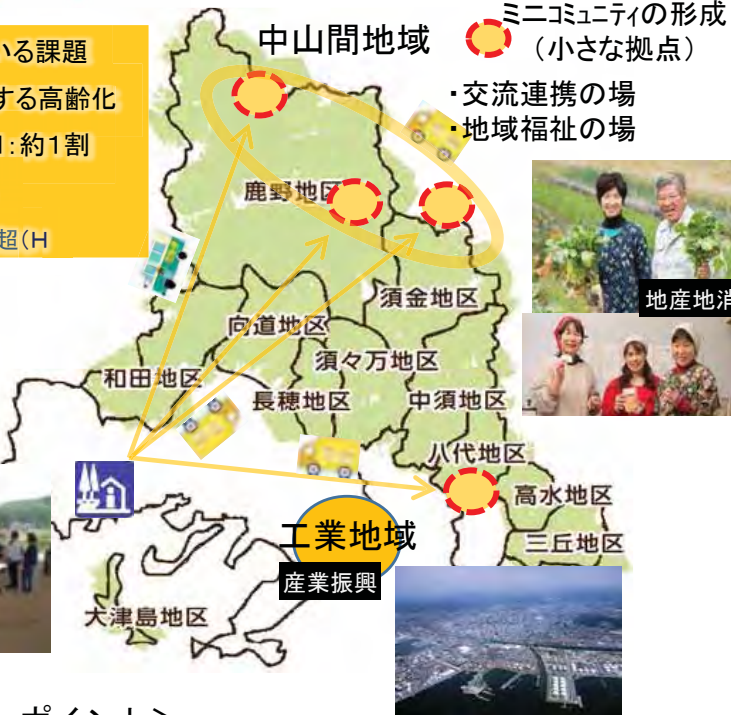 いる課題
する高齢化
:約1割
超(H
中山間地域
ミニコミュニティの形成
(小さな拠点)
・交流連携の場
・地域福祉の場
鹿野地区
地産地消
須金地区
向道地区
須々万地区
和田地区
長穂地区
中須地区
八代地区
高水地区
工業地域
三丘地区
産業振興
大津島地区
ポイント>